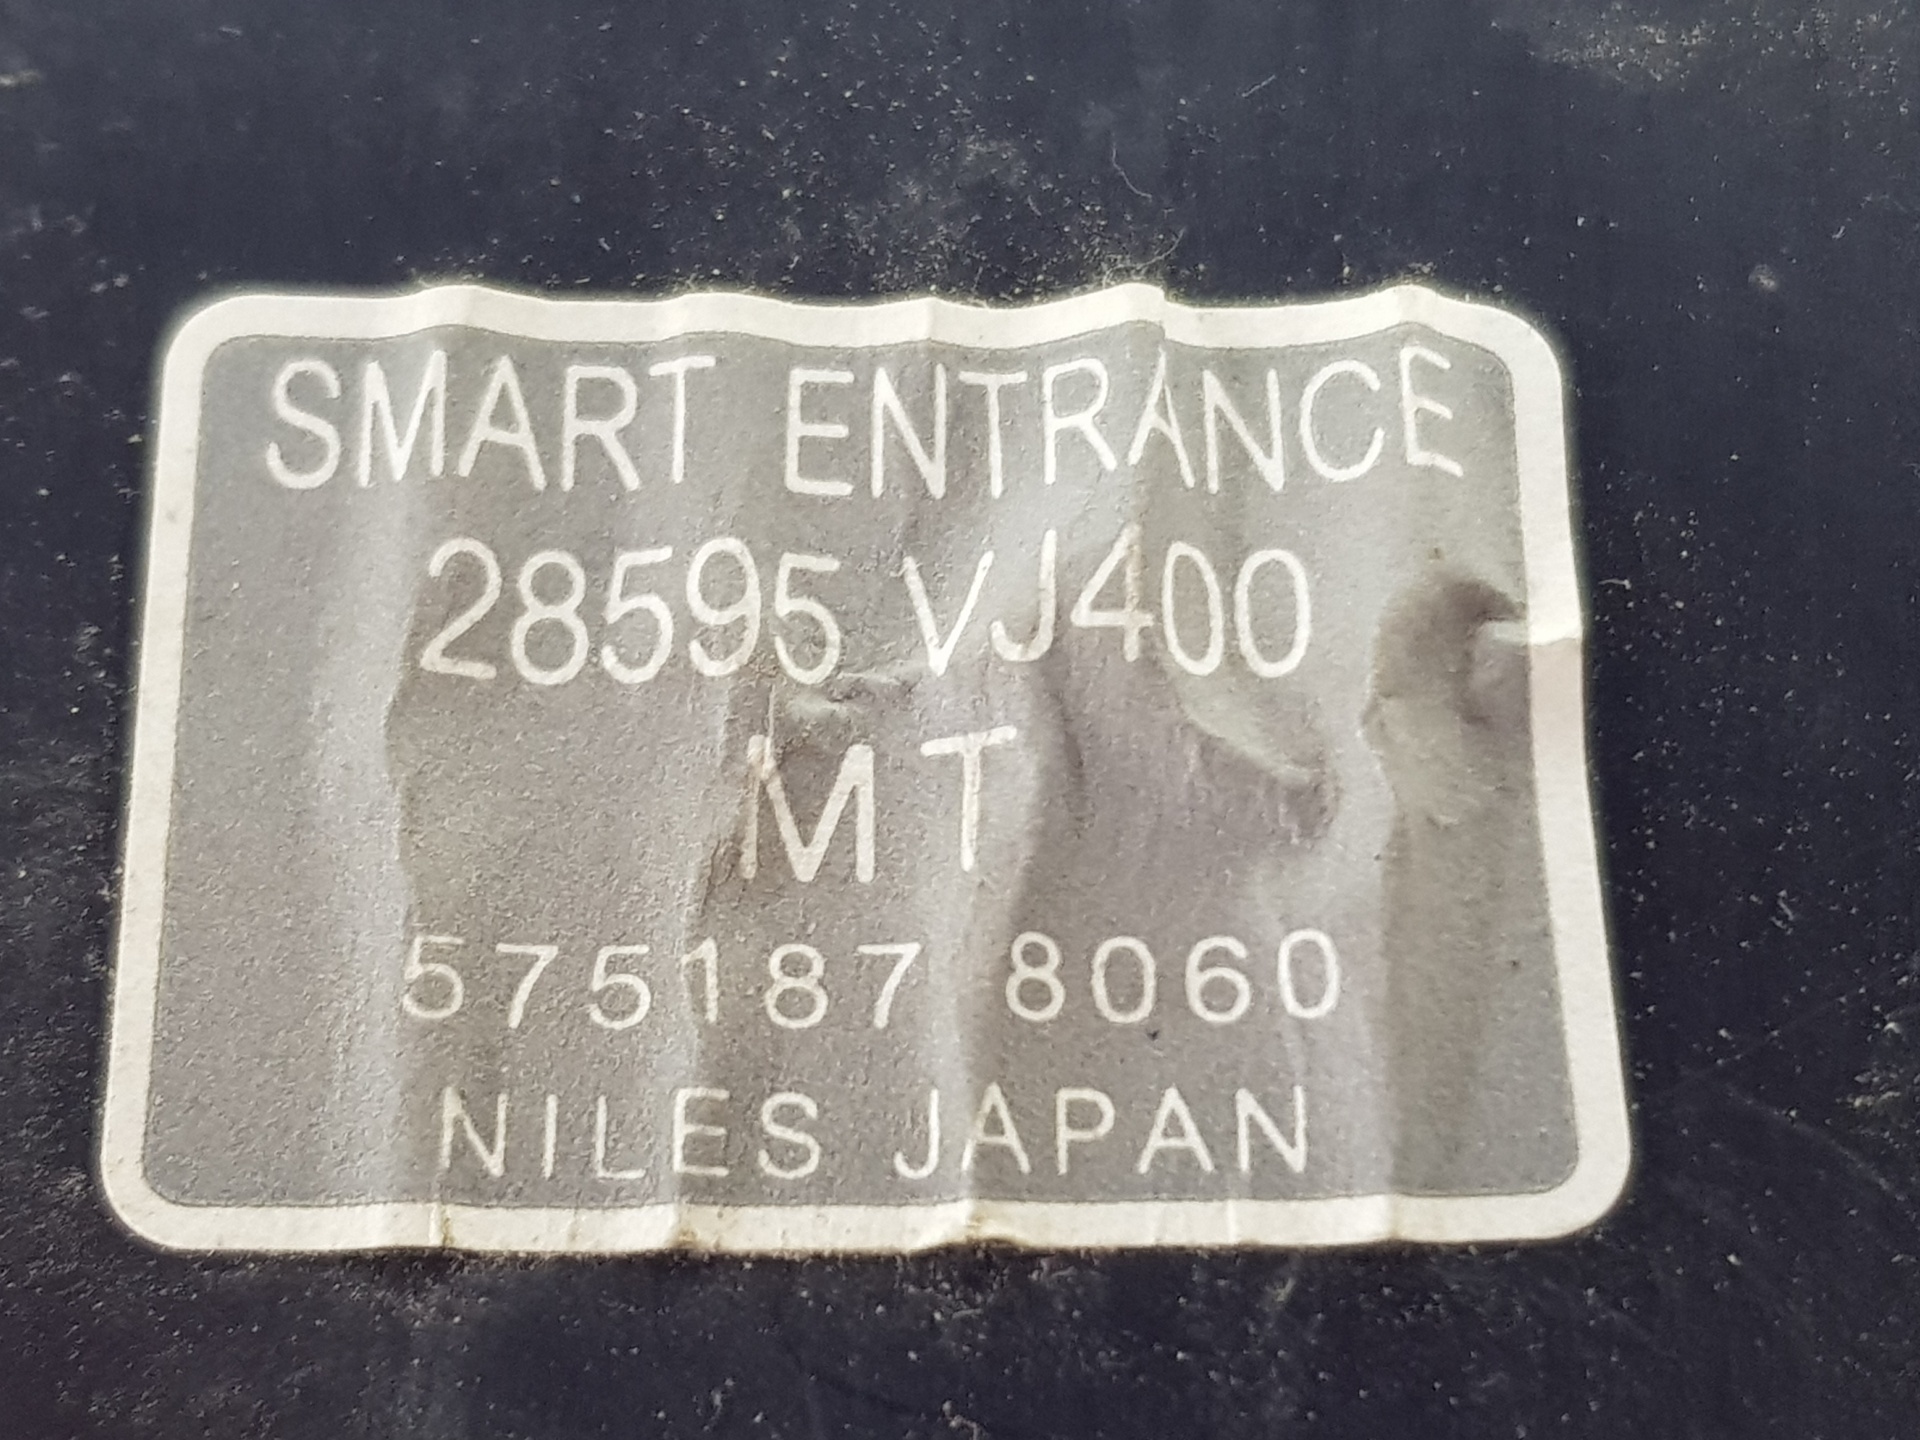 SMART ENTRANCE
28595 VJ400
MT
575187 8060
NILES JAPAN